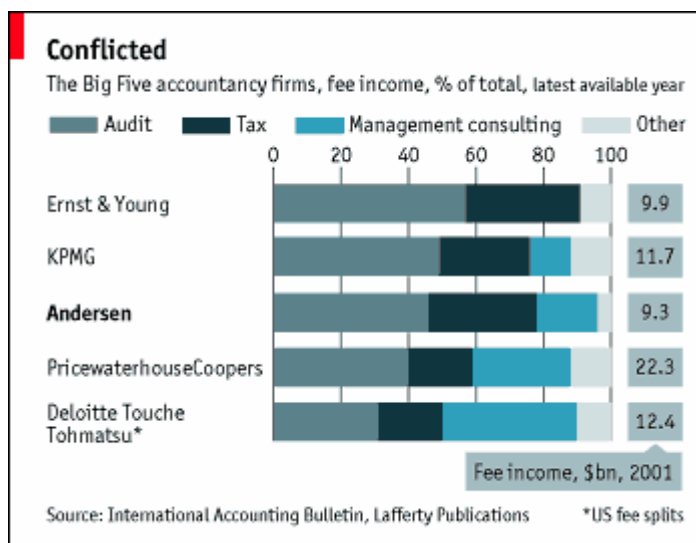 Conflicted
The Big Five accountancy firms, fee income, % of total, latest available year
Audit Tax Management consulting Other
0 20 40 60 80 100
Ernst & Young 9.9
KPMG 11.7
Andersen 9.3
PricewaterhouseCoopers 22.3
Deloitte Touche
Tohmatsu* 12.4
Fee income, $bn, 2001
Source: International Accounting Bulletin, Lafferty Publications *US fee splits